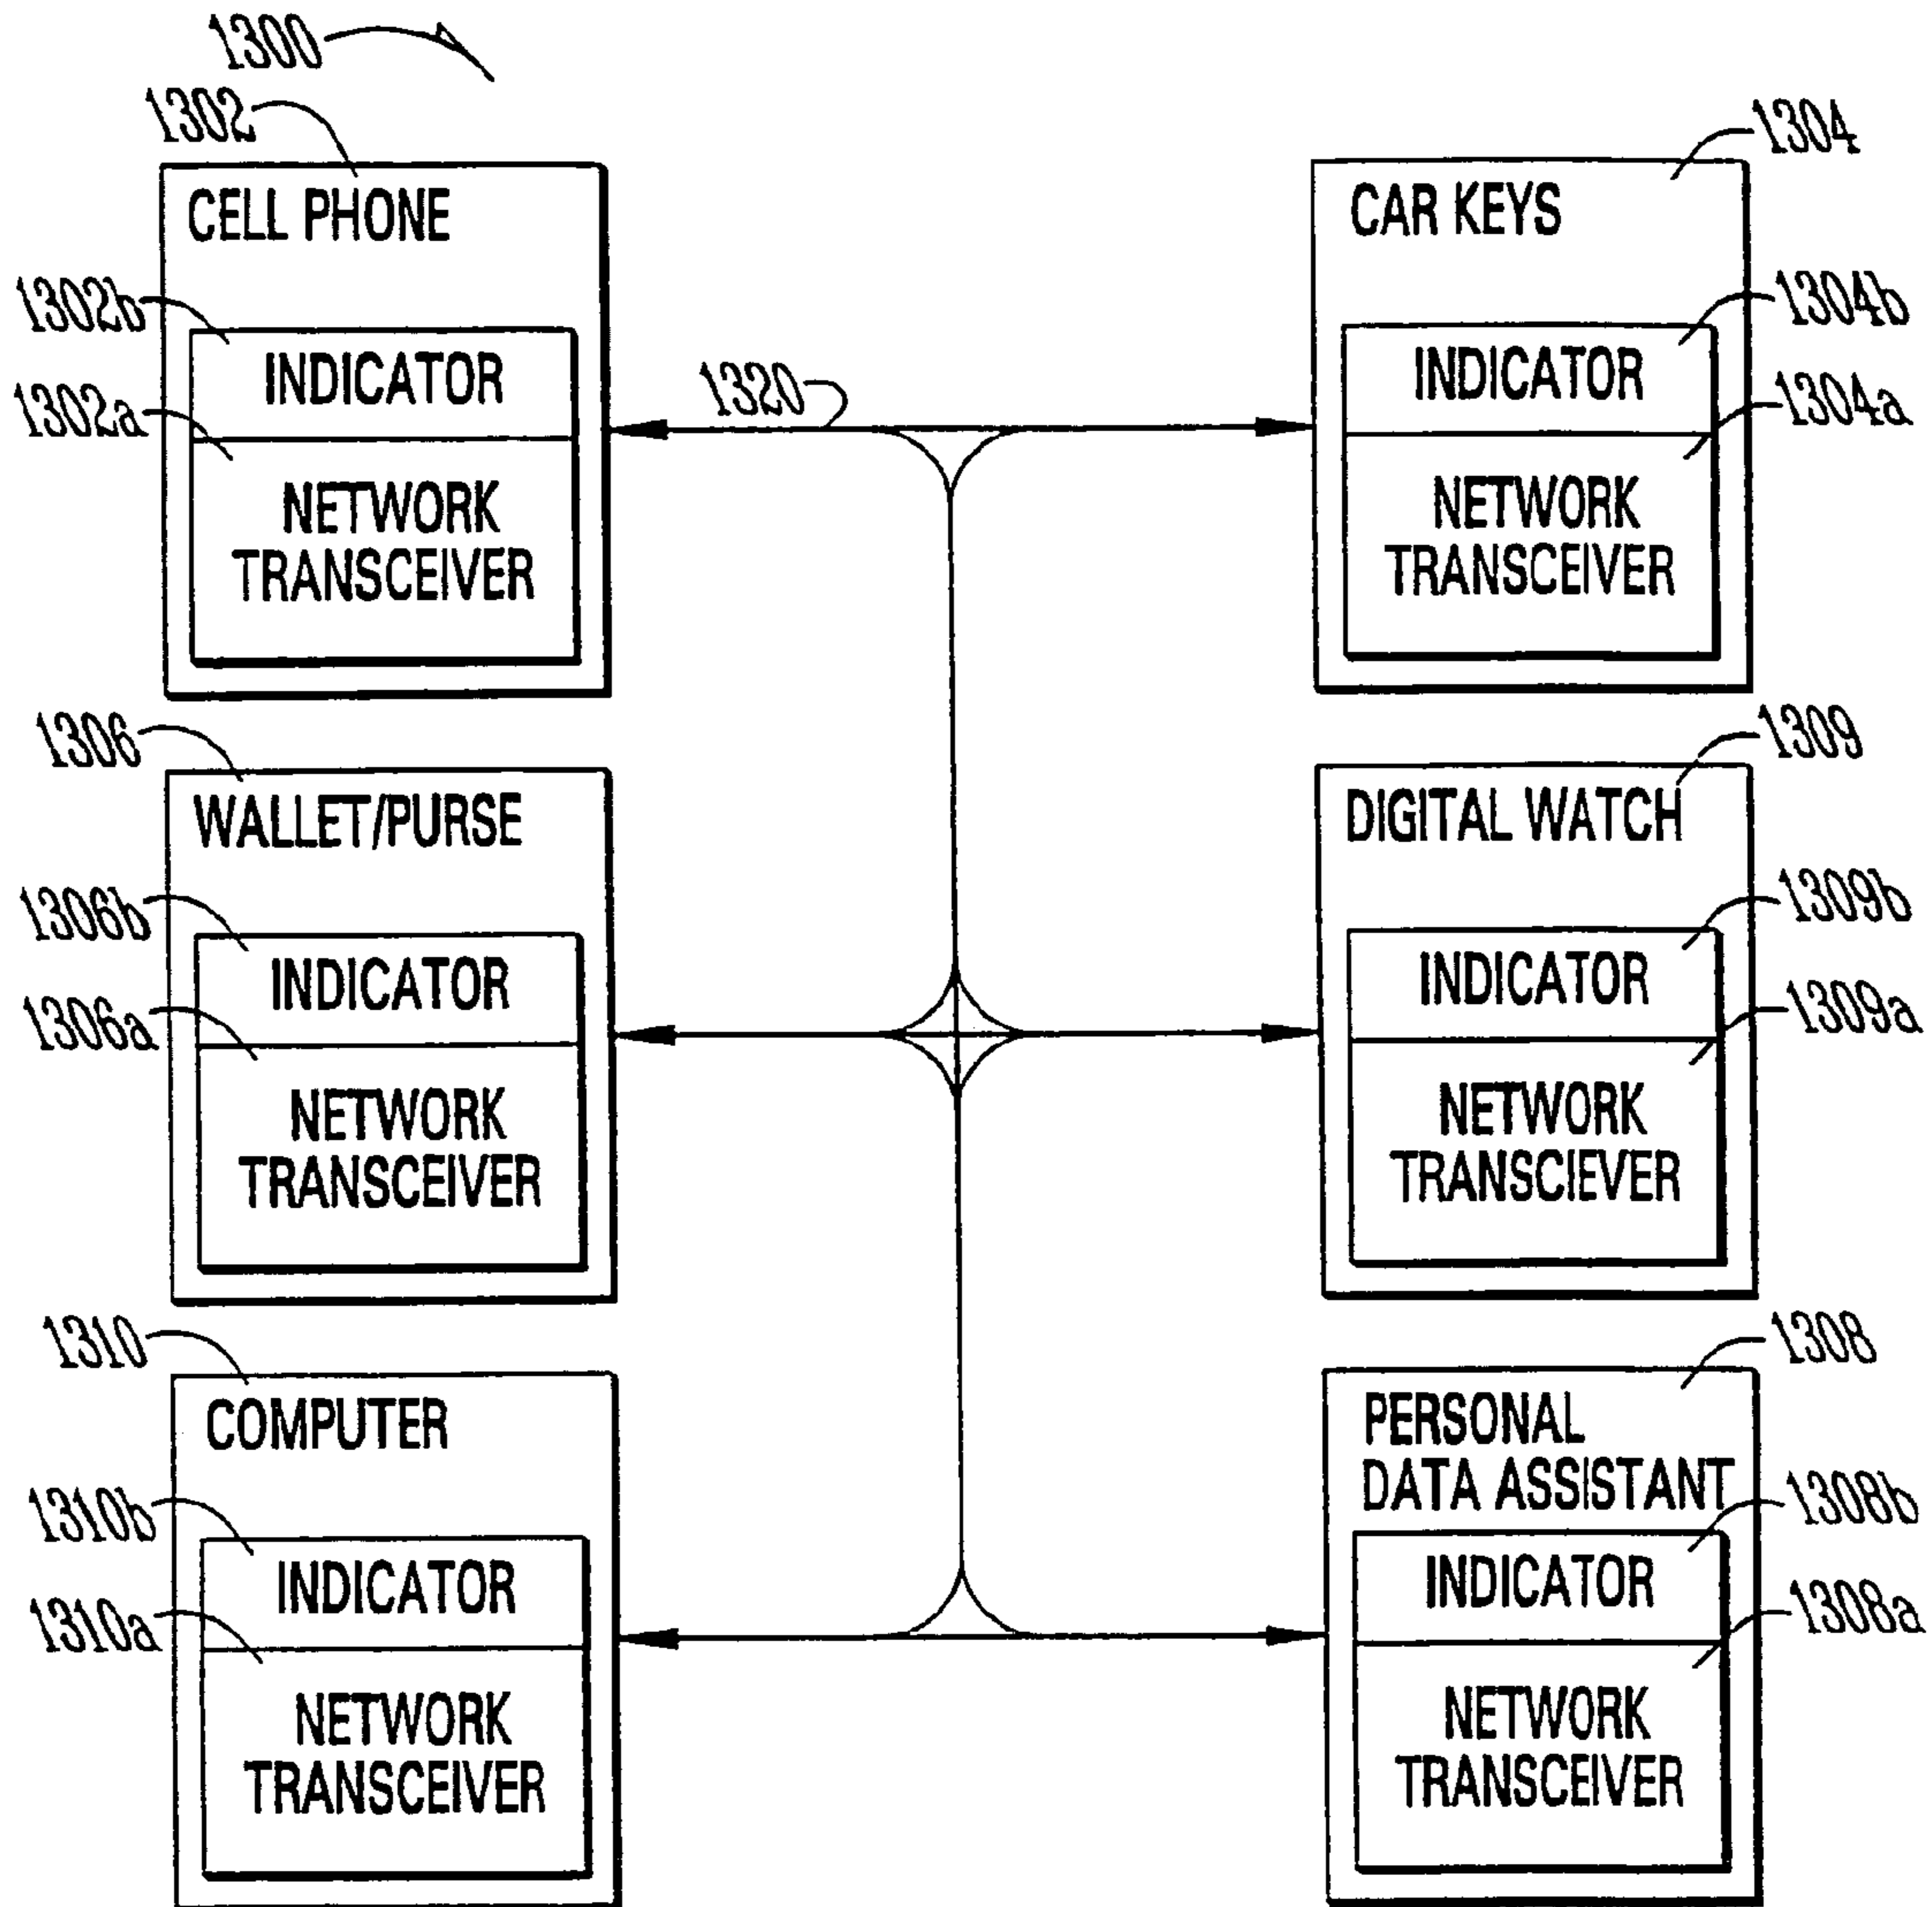 1300
1302
CELL PHONE
1302b
INDICATOR
1302a
NETWORK
TRANSCEIVER
1304
CAR KEYS
1304b
INDICATOR
1304a
NETWORK
TRANSCEIVER
1320
1306
WALLET/PURSE
1306b
INDICATOR
1306a
NETWORK
TRANSCEIVER
1309
DIGITAL WATCH
1309b
INDICATOR
1309a
NETWORK
TRANSCIEVER
1310
COMPUTER
1310b
INDICATOR
1310a
NETWORK
TRANSCEIVER
1308
PERSONAL
DATA ASSISTANT
1308b
INDICATOR
1308a
NETWORK
TRANSCEIVER